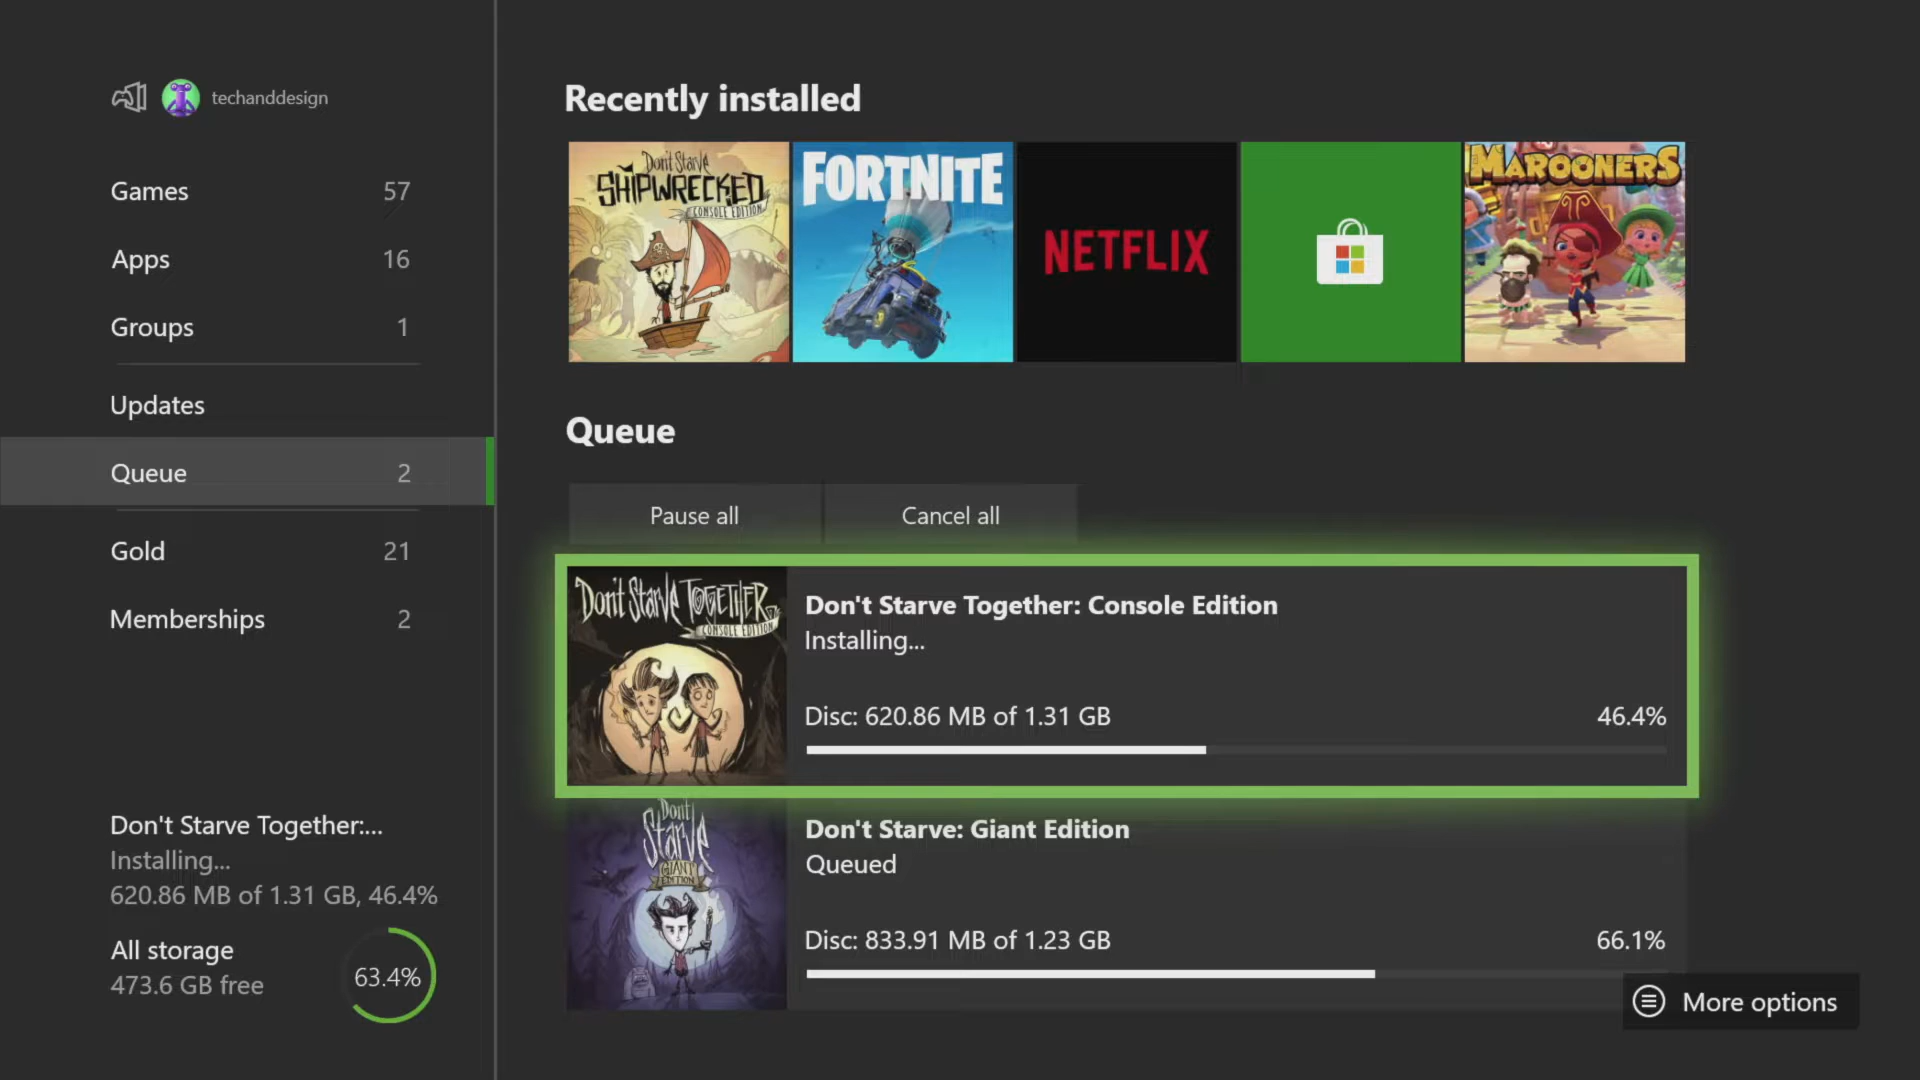 techanddesign
Games 57
Apps 16
Groups 1
Updates
Queue 2
Gold 21
Memberships 2
Don't Starve Together:...
Installing...
620.86 MB of 1.31 GB, 46.4%
All storage
473.6 GB free
63.4%
Recently installed
Don't Starve
SHIPWRECKED
CONSOLE EDITION
FORTNITE
NETFLIX
MAROONERS
Queue
Pause all
Cancel all
Don't Starve TOGETHER
CONSOLE EDITION
Don't Starve Together: Console Edition
Installing...
Disc: 620.86 MB of 1.31 GB 46.4%
Don't
Starve
GIANT
EDITION
Don't Starve: Giant Edition
Queued
Disc: 833.91 MB of 1.23 GB 66.1%
More options